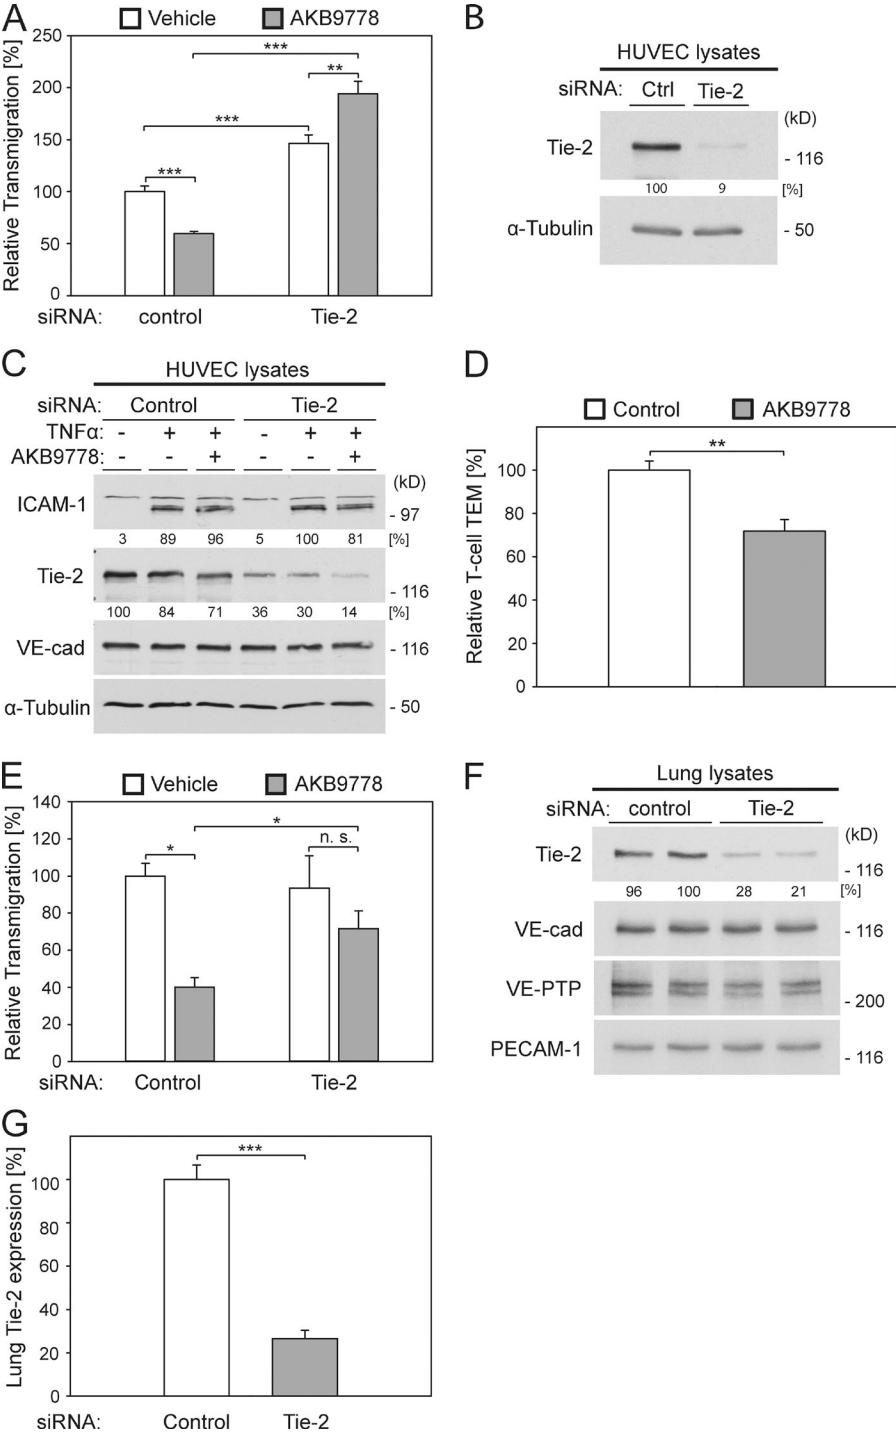 A
Vehicle AKB9778
Relative Transmigration [%]
250
200
150
100
50
0
***
**
***
***
siRNA: control Tie-2
B
HUVEC lysates
siRNA: Ctrl Tie-2
(kD)
Tie-2
- 116
100 9 [%]
α-Tubulin - 50
C
HUVEC lysates
siRNA: Control Tie-2
TNFα: - + + - + +
AKB9778: - - + - - +
(kD)
ICAM-1
- 97
3 89 96 5 100 81 [%]
Tie-2
- 116
100 84 71 36 30 14 [%]
VE-cad - 116
α-Tubulin - 50
D
Control AKB9778
Relative T-cell TEM [%]
100
80
60
40
20
0
**
E
Vehicle AKB9778
Relative Transmigration [%]
140
120
100
80
60
40
20
0
*
n. s.
*
siRNA: Control Tie-2
F
Lung lysates
siRNA: control Tie-2
(kD)
Tie-2
- 116
96 100 28 21 [%]
VE-cad - 116
VE-PTP
- 200
PECAM-1
- 116
G
Lung Tie-2 expression [%]
100
80
60
40
20
0
***
siRNA: Control Tie-2